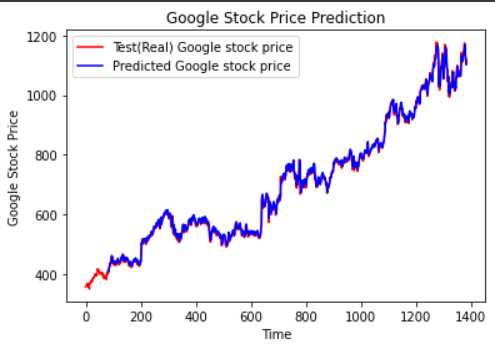 Google Stock Price Prediction
Test(Real) Google stock price
Predicted Google stock price
Google Stock Price
1200
1000
800
600
400
0 200 400 600 800 1000 1200 1400
Time